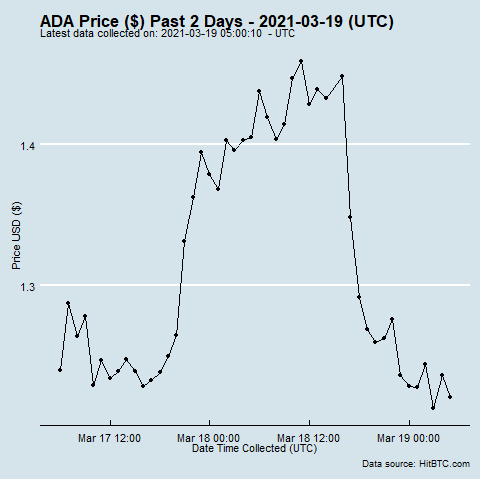 ADA Price ($) Past 2 Days - 2021-03-19 (UTC)
Latest data collected on: 2021-03-19 05:00:10 - UTC
1.4
1.3
Price USD ($)
Mar 17 12:00 Mar 18 00:00 Mar 18 12:00 Mar 19 00:00
Date Time Collected (UTC)
Data source: HitBTC.com